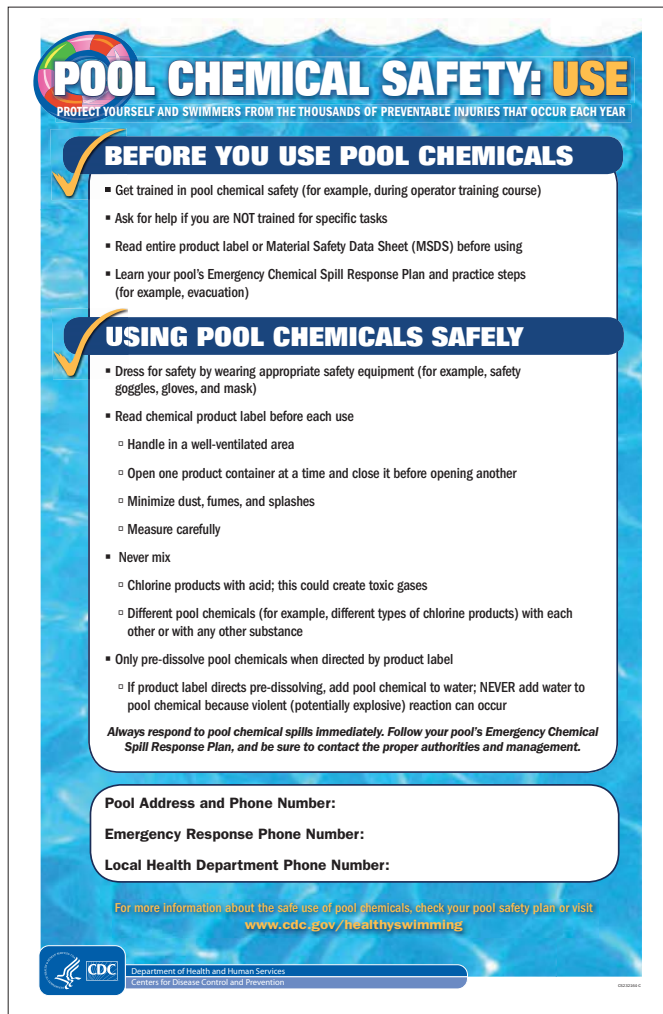 POOL CHEMICAL SAFETY: USE
PROTECT YOURSELF AND SWIMMERS FROM THE THOUSANDS OF PREVENTABLE INJURIES THAT OCCUR EACH YEAR
BEFORE YOU USE POOL CHEMICALS
▪ Get trained in pool chemical safety (for example, during operator training course)
▪ Ask for help if you are NOT trained for specific tasks
▪ Read entire product label or Material Safety Data Sheet (MSDS) before using
▪ Learn your pool's Emergency Chemical Spill Response Plan and practice steps
(for example, evacuation)
USING POOL CHEMICALS SAFELY
▪ Dress for safety by wearing appropriate safety equipment (for example, safety
goggles, gloves, and mask)
▪ Read chemical product label before each use
▫ Handle in a well-ventilated area
▫ Open one product container at a time and close it before opening another
▫ Minimize dust, fumes, and splashes
▫ Measure carefully
▪ Never mix
▫ Chlorine products with acid; this could create toxic gases
▫ Different pool chemicals (for example, different types of chlorine products) with each
other or with any other substance
▪ Only pre-dissolve pool chemicals when directed by product label
▫ If product label directs pre-dissolving, add pool chemical to water; NEVER add water to
pool chemical because violent (potentially explosive) reaction can occur
Always respond to pool chemical spills immediately. Follow your pool's Emergency Chemical
Spill Response Plan, and be sure to contact the proper authorities and management.
Pool Address and Phone Number:
Emergency Response Phone Number:
Local Health Department Phone Number:
For more information about the safe use of pool chemicals, check your pool safety plan or visit
www.cdc.gov/healthyswimming
CDC
Department of Health and Human Services
Centers for Disease Control and Prevention